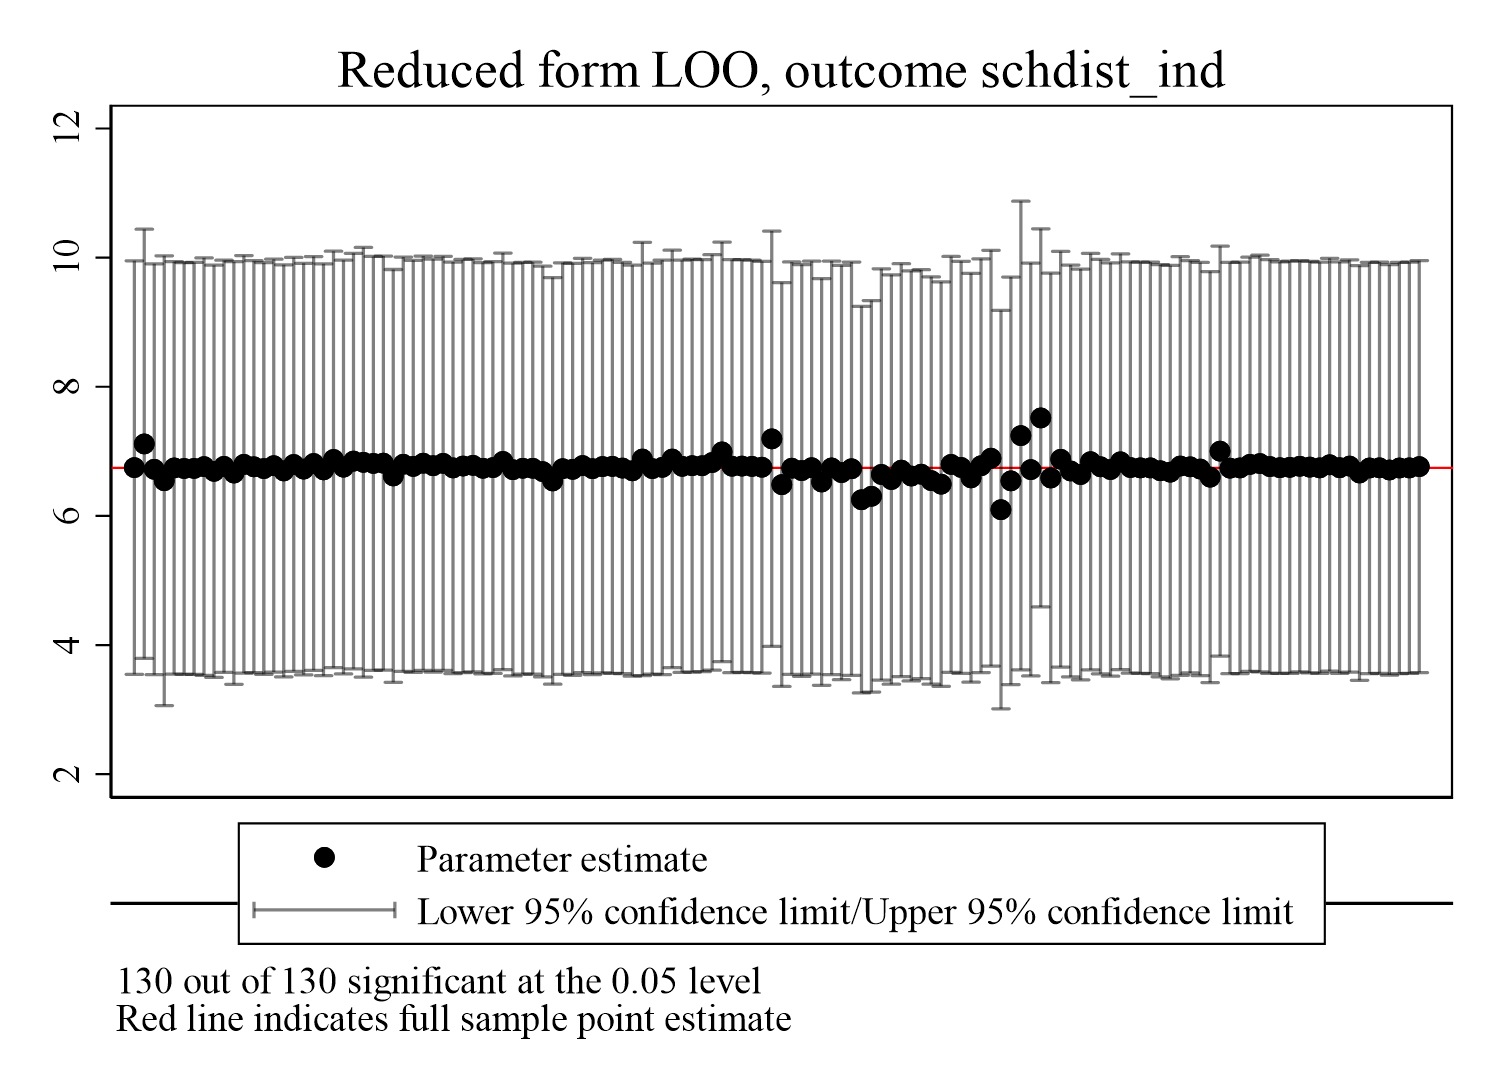 Reduced form LOO, outcome schdist_ind
12
10
8
6
4
2
Parameter estimate
Lower 95% confidence limit/Upper 95% confidence limit
130 out of 130 significant at the 0.05 level
Red line indicates full sample point estimate